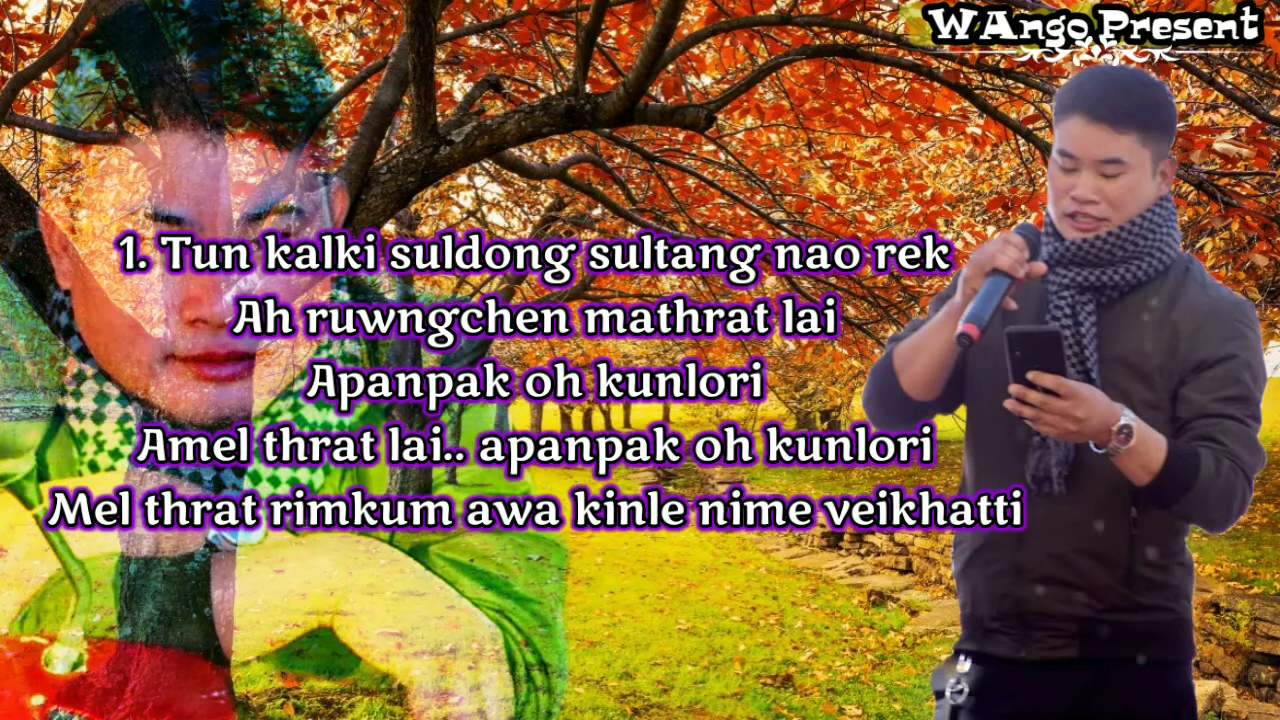 WAngo Present
1. Tun kalki suldong sultang nao rek
Ah ruwngchen mathrat lai
Apanpak oh kunlori
Amel thrat lai.. apanpak oh kunlori
Mel thrat rimkum awa kinle nime veikhatti